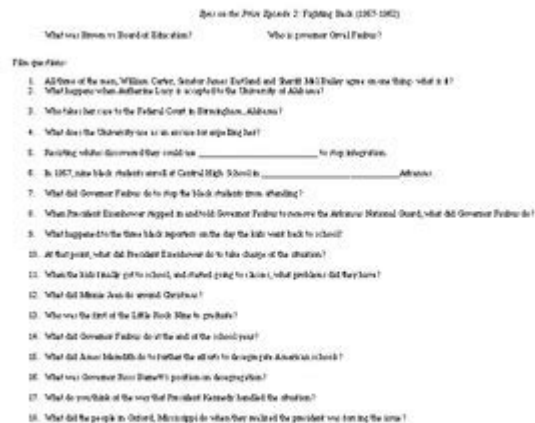 Eyes on the Prize Episode 2: Fighting Back (1957-1962)
What was Brown vs Board of Education? Who is governor Orval Faubus?
Film questions:
1. All three of the men, William Carter, Senator James Eastland and Sheriff Mel Bailey agree on one thing- what is it?
2. What happens when Autherine Lucy is accepted to the University of Alabama?
3. Who takes her case to the Federal Court in Birmingham, Alabama?
4. What does the University use as an excuse for expelling her?
5. Resisting whites discovered they could use ____________________ to stop integration.
6. In 1957, nine black students enroll at Central High School in ____________________ Arkansas.
7. What did Governor Faubus do to stop the black students from attending?
8. When President Eisenhower stepped in and told Governor Faubus to remove the Arkansas National Guard, what did Governor Faubus do?
9. What happened to the three black reporters on the day the kids went back to school?
10. At that point, what did President Eisenhower do to take charge of the situation?
11. When the kids finally got to school, and started going to classes, what problems did they have?
12. What did Minnie Jean do around Christmas?
13. Who was the first of the Little Rock Nine to graduate?
14. What did Governor Faubus do at the end of the school year?
15. What did James Meredith do to further the efforts to desegregate American schools?
16. What was Governor Ross Barnett's position on desegregation?
17. What do you think of the way that President Kennedy handled the situation?
18. What did the people in Oxford, Mississippi do when they realized the president was forcing the issue?